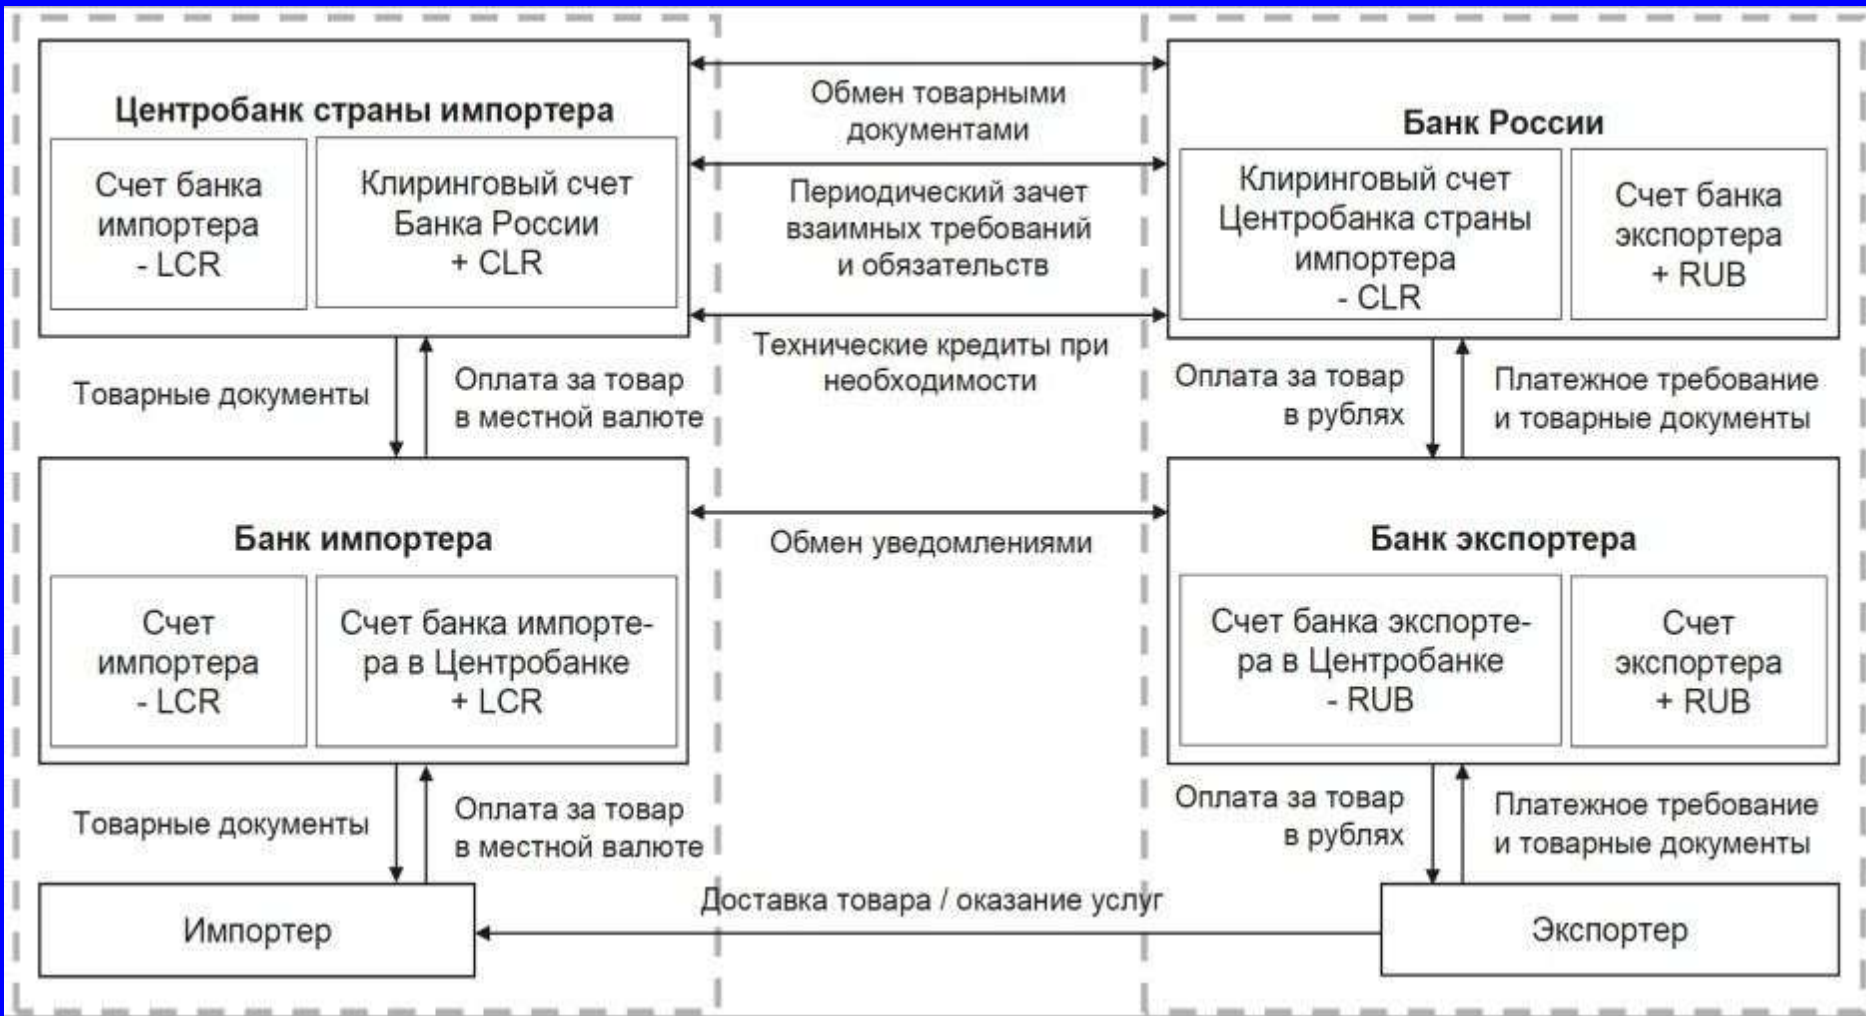 Центробанк страны импортера
Счет банка
импортера
- LCR
Клиринговый счет
Банка России
+ CLR
Обмен товарными
документами
Периодический зачет
взаимных требований
и обязательств
Технические кредиты при
необходимости
Банк России
Клиринговый счет
Центробанка страны
импортера
- CLR
Счет банка
экспортера
+ RUB
Товарные документы
Оплата за товар
в местной валюте
Оплата за товар
в рублях
Платежное требование
и товарные документы
Банк импортера
Счет
импортера
- LCR
Счет банка импорте-
ра в Центробанке
+ LCR
Обмен уведомлениями
Банк экспортера
Счет банка экспорте-
ра в Центробанке
- RUB
Счет
экспортера
+ RUB
Товарные документы
Оплата за товар
в местной валюте
Оплата за товар
в рублях
Платежное требование
и товарные документы
Импортер
Доставка товара / оказание услуг
Экспортер